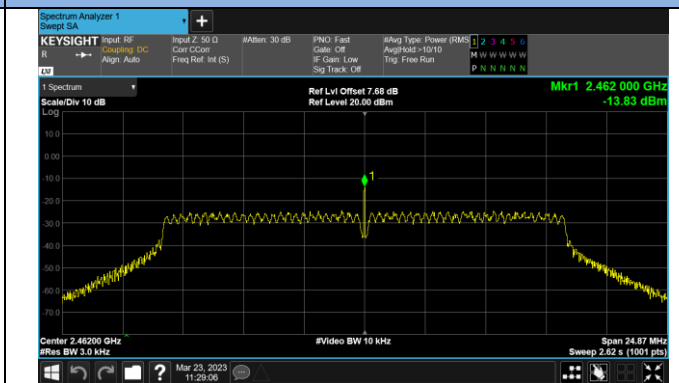 Spectrum Analyzer 1
Swept SA
+
KEYSIGHT
R
LXI
Input: RF
Coupling: DC
Align: Auto
Input Z: 50 Ω
Corr CCorr
Freq Ref: Int (S)
#Atten: 30 dB
PNO: Fast
Gate: Off
IF Gain: Low
Sig Track: Off
#Avg Type: Power (RMS
Avg|Hold:>10/10
Trig: Free Run
1 2 3 4 5 6
M W W W W W
P N N N N N
1 Spectrum
Scale/Div 10 dB
Log
Ref Lvl Offset 7.68 dB
Ref Level 20.00 dBm
Mkr1 2.462 000 GHz
-13.83 dBm
10.0
0.00
-10.0
-20.0
-30.0
-40.0
-50.0
-60.0
-70.0
1
Center 2.46200 GHz
#Res BW 3.0 kHz
#Video BW 10 kHz
Span 24.87 MHz
Sweep 2.62 s (1001 pts)
?
Mar 23, 2023
11:29:06